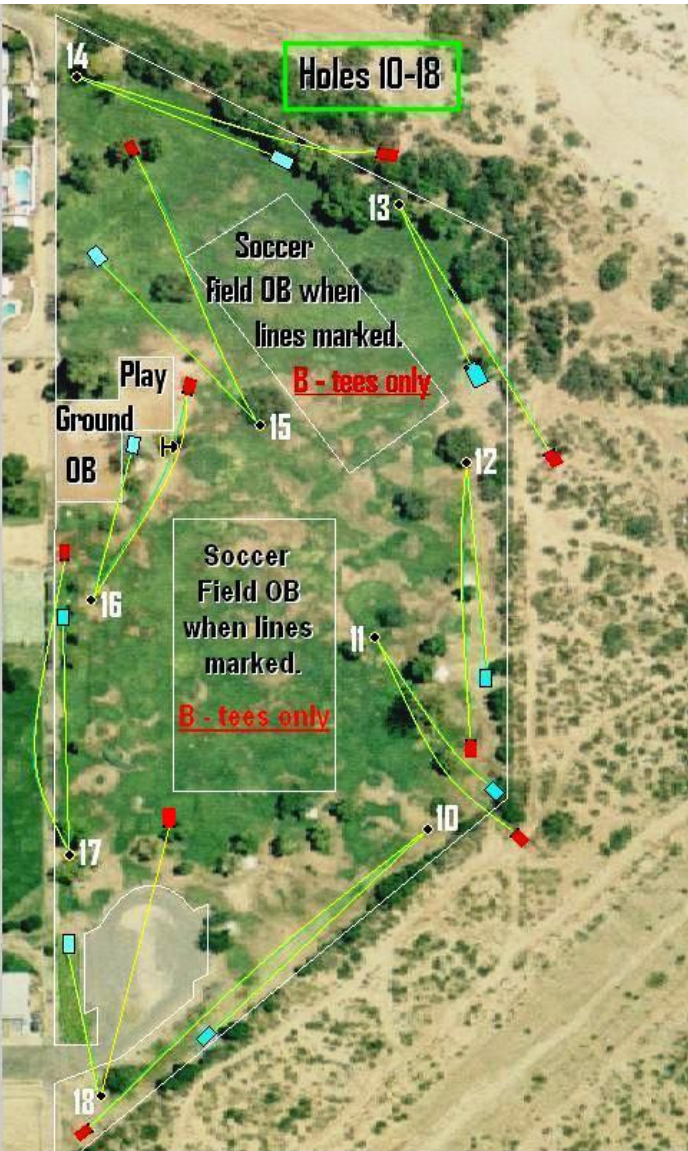 14
Holes 10-18
13
Soccer
Field OB when
lines marked.
B - tees only
Play
Ground
OB
15
12
16
Soccer
Field OB
when lines
marked.
B - tees only
11
10
17
18